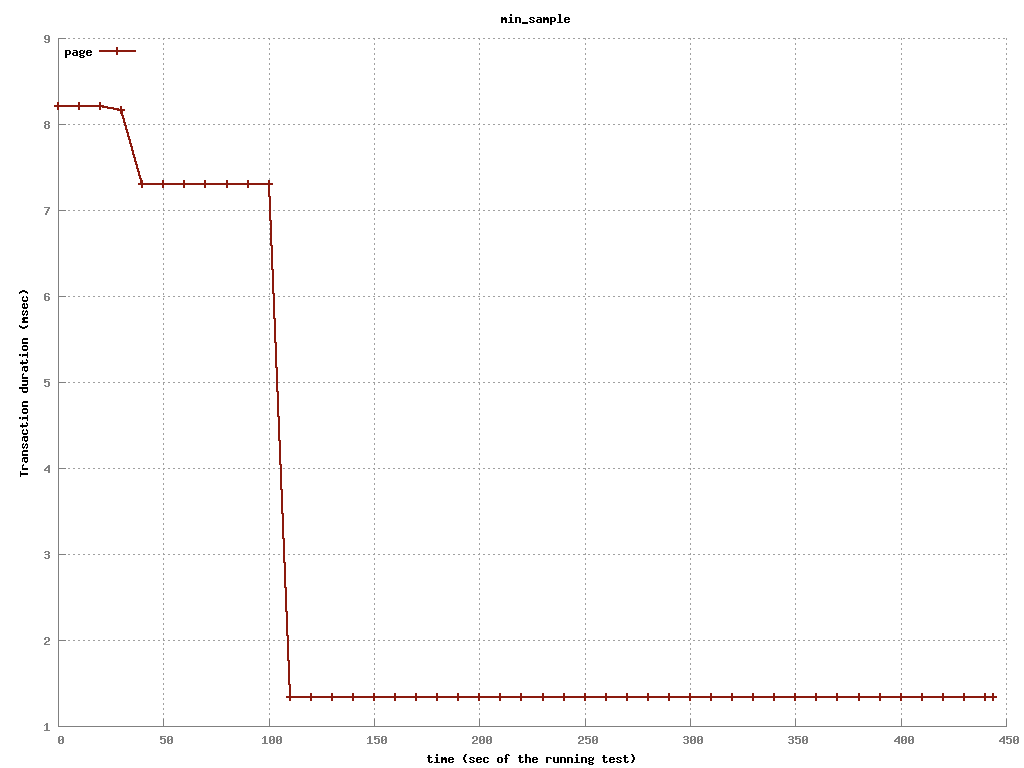 min_sample
page
9
8
7
6
5
4
3
2
1
Transaction duration (msec)
0 50 100 150 200 250 300 350 400 450
time (sec of the running test)